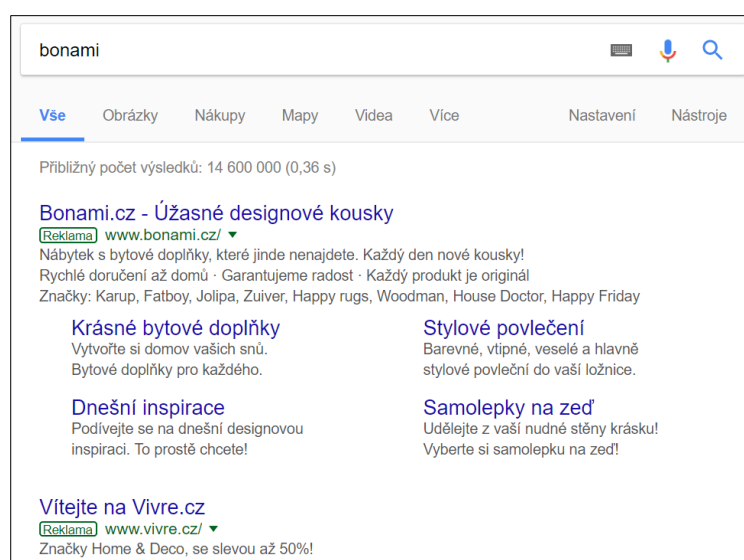 bonami
Vše Obrázky Nákupy Mapy Videa Více Nastavení Nástroje
Přibližný počet výsledků: 14 600 000 (0,36 s)
Bonami.cz - Úžasné designové kousky
Reklama www.bonami.cz/
Nábytek s bytové doplňky, které jinde nenajdete. Každý den nové kousky!
Rychlé doručení až domů · Garantujeme radost · Každý produkt je originál
Značky: Karup, Fatboy, Jolipa, Zuiver, Happy rugs, Woodman, House Doctor, Happy Friday
Krásné bytové doplňky
Vytvořte si domov vašich snů.
Bytové doplňky pro každého.
Stylové povlečení
Barevné, vtipné, veselé a hlavně
stylové povleční do vaší ložnice.
Dnešní inspirace
Podívejte se na dnešní designovou
inspiraci. To prostě chcete!
Samolepky na zeď
Udělejte z vaší nudné stěny krásku!
Vyberte si samolepku na zeď!
Vítejte na Vivre.cz
Reklama www.vivre.cz/
Značky Home & Deco, se slevou až 50%!